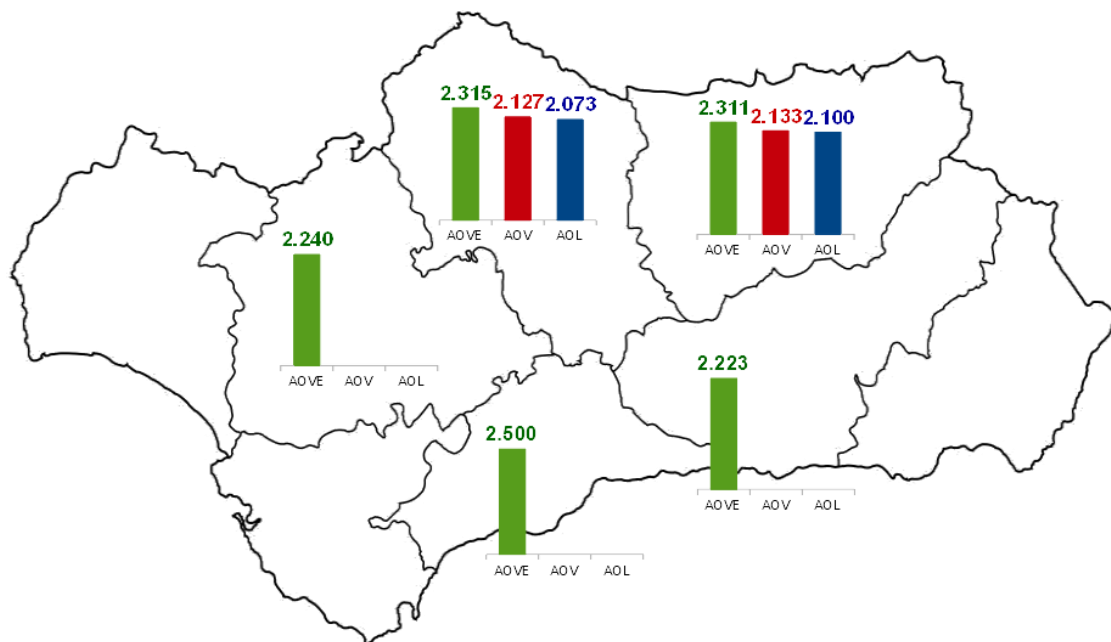 2.315 2.127 2.073
AOVE AOV AOL
2.311 2.133 2.100
AOVE AOV AOL
2.240
AOVE AOV AOL
2.223
AOVE AOV AOL
2.500
AOVE AOV AOL